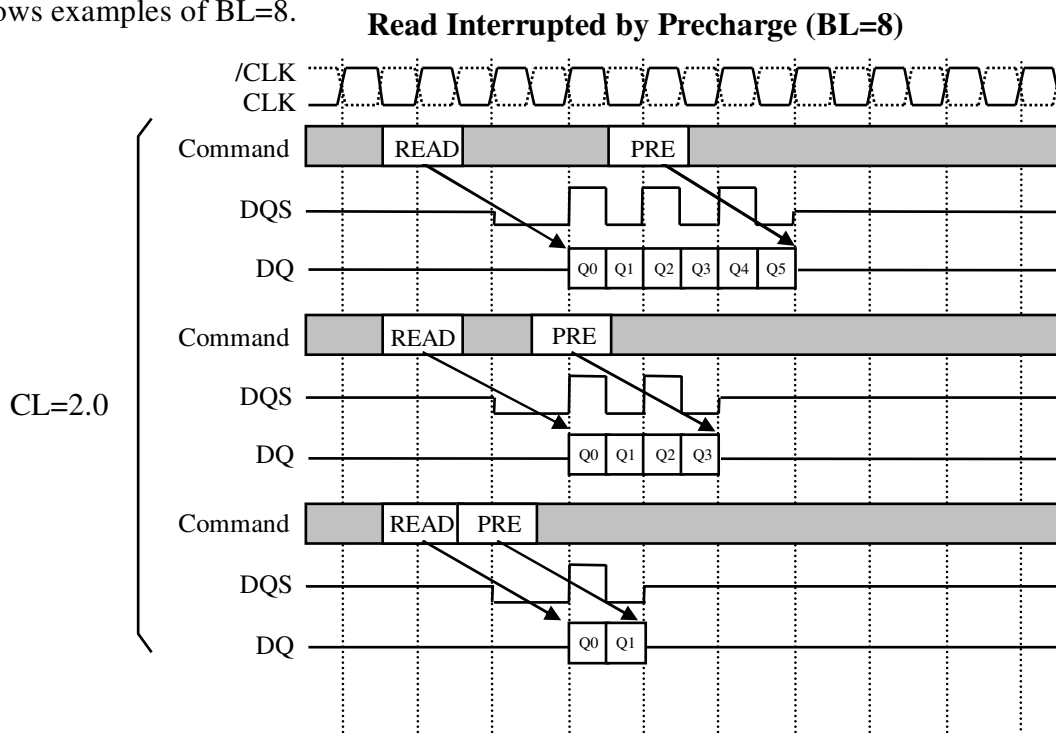 ows examples of BL=8.
Read Interrupted by Precharge (BL=8)
/CLK
CLK
Command READ PRE
DQS
DQ Q0 Q1 Q2 Q3 Q4 Q5
Command READ PRE
CL=2.0
DQS
DQ Q0 Q1 Q2 Q3
Command READ PRE
DQS
DQ Q0 Q1